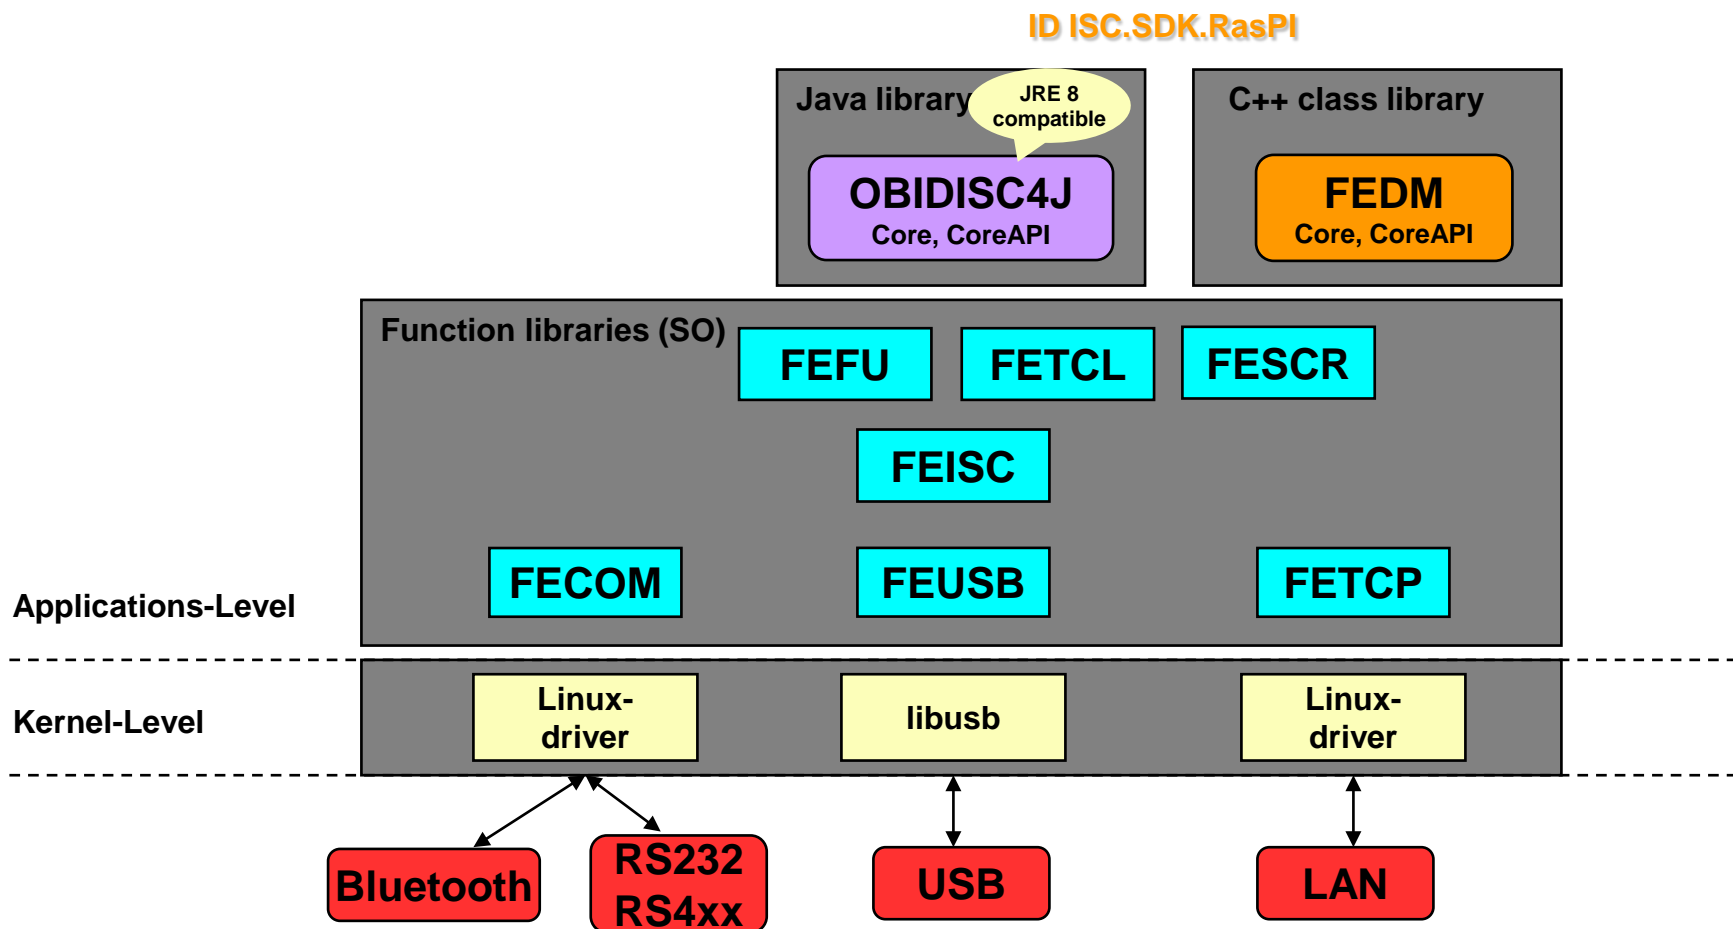 ID ISC.SDK.RasPI
Java library
JRE 8
compatible
C++ class library
OBIDISC4J
Core, CoreAPI
FEDM
Core, CoreAPI
Function libraries (SO)
FEFU
FETCL
FESCR
FEISC
FECOM
FEUSB
FETCP
Applications-Level
Kernel-Level
Linux-
driver
libusb
Linux-
driver
Bluetooth
RS232
RS4xx
USB
LAN